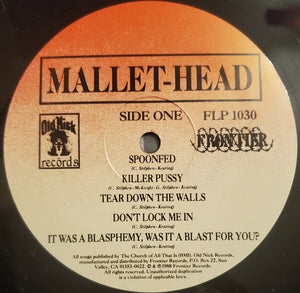 MALLET-HEAD
Old Nick
records
SIDE ONE
FLP 1030
FRONTIER
SPOONFED
(C. Stilphen-Keating)
KILLER PUSSY
(C. Stilphen-McKnight-G. Stilphen-Keating)
TEAR DOWN THE WALLS
(C. Stilphen-Keating)
DON'T LOCK ME IN
(C. Stilphen-Keating)
IT WAS A BLASPHEMY, WAS IT A BLAST FOR YOU?
(C. Stilphen-Keating)
All songs published by The Church of All That Is (BMI). Old Nick Records,
manufactured and distributed by Frontier Records, P.O. Box 22, Sun
Valley, CA 91353-0022. © & ℗ 1988 Frontier Records.
All rights reserved. Unauthorized duplication
is a violation of applicable laws.